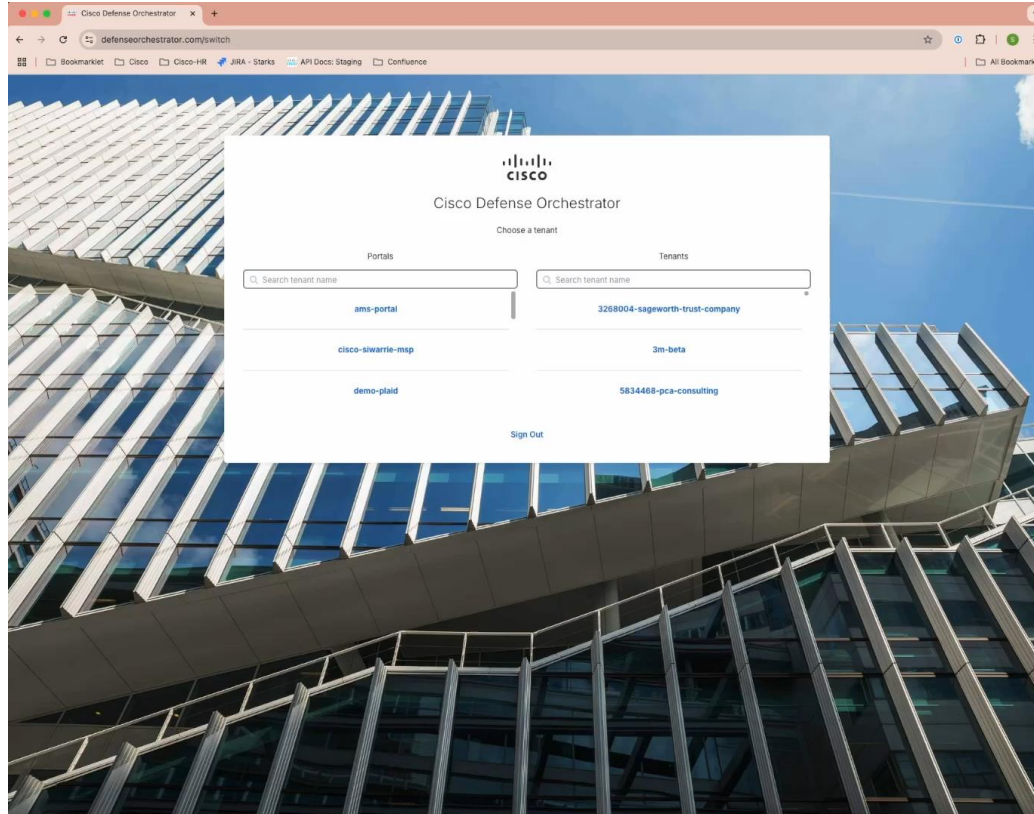 Cisco Defense Orchestrator
defenseorchestrator.com/switch
S
Bookmarklet Cisco Cisco-HR JIRA - Starks API Docs: Staging Confluence All Bookmark
CISCO
Cisco Defense Orchestrator
Choose a tenant
Portals
Search tenant name
ams-portal
cisco-siwarrie-msp
demo-plaid
Tenants
Search tenant name
3268004-sageworth-trust-company
3m-beta
5834468-pca-consulting
Sign Out